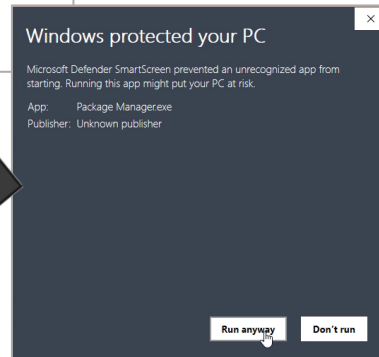 Windows protected your PC
Microsoft Defender SmartScreen prevented an unrecognized app from
starting. Running this app might put your PC at risk.
App: Package Manager.exe
Publisher: Unknown publisher
Run anyway Don't run